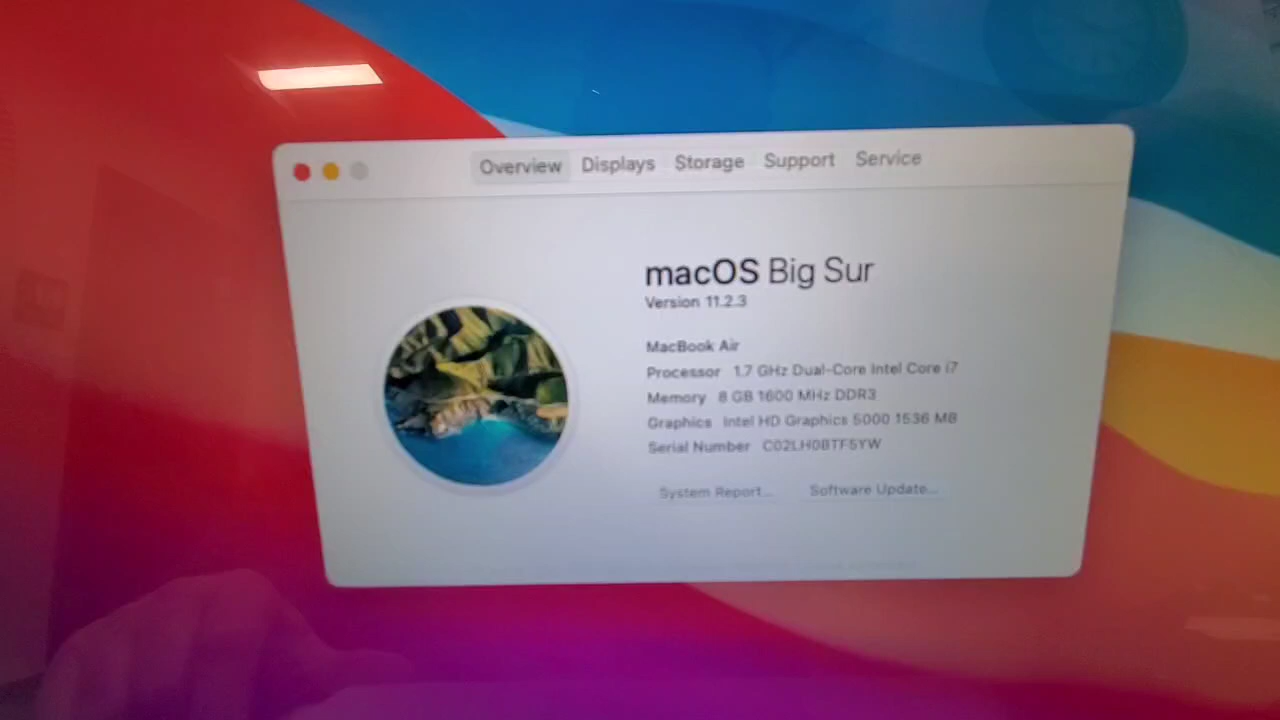 Overview Displays Storage Support Service
macOS Big Sur
Version 11.2.3
MacBook Air
Processor 1.7 GHz Dual-Core Intel Core i7
Memory 8 GB 1600 MHz DDR3
Graphics Intel HD Graphics 5000 1536 MB
Serial Number C02LH0BTF5YW
System Report...
Software Update...